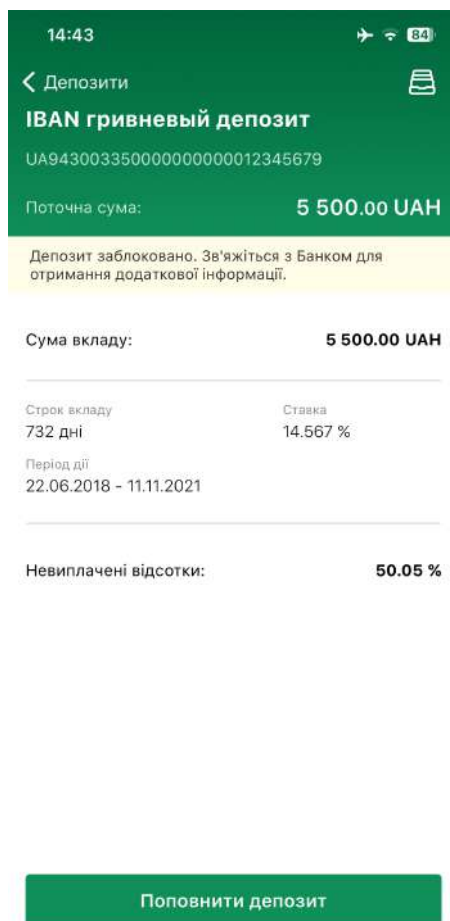 14:43
84
Депозити
IBAN гривневый депозит
UA943003350000000000012345679
Поточна сума:
5 500.00 UAH
Депозит заблоковано. Зв'яжіться з Банком для
отримання додаткової інформації.
Сума вкладу:
5 500.00 UAH
Строк вкладу
Ставка
732 дні
14.567 %
Період дії
22.06.2018 - 11.11.2021
Невиплачені відсотки:
50.05 %
Поповнити депозит